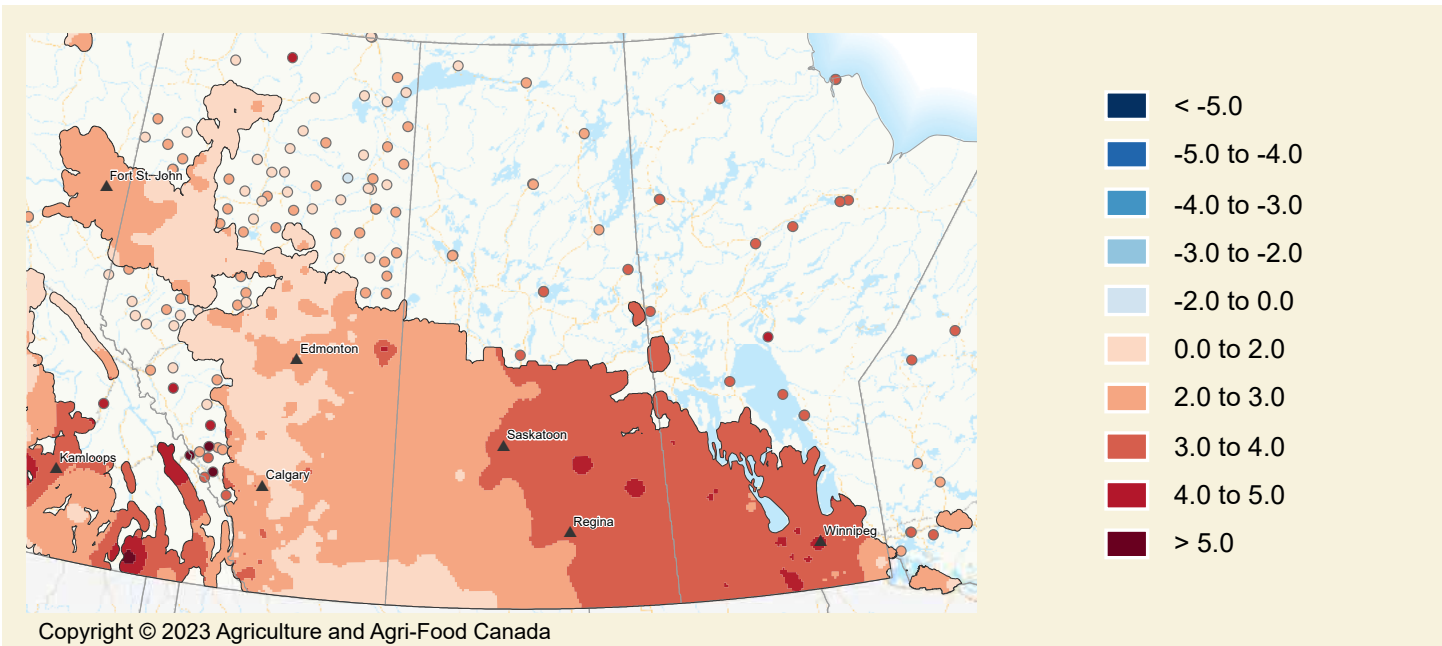 Fort St. John
Edmonton
Saskatoon
Kamloops
Calgary
Regina
Winnipeg
< -5.0
-5.0 to -4.0
-4.0 to -3.0
-3.0 to -2.0
-2.0 to 0.0
0.0 to 2.0
2.0 to 3.0
3.0 to 4.0
4.0 to 5.0
> 5.0
Copyright © 2023 Agriculture and Agri-Food Canada